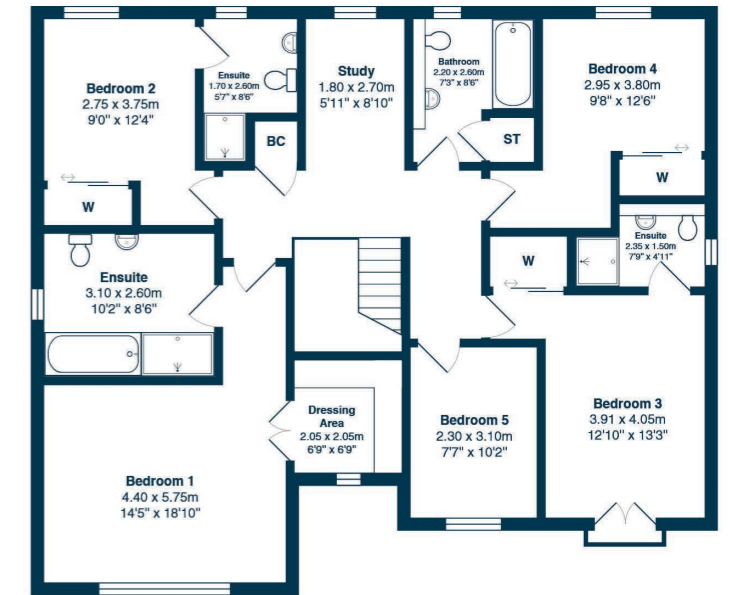 Bedroom 2
2.75 x 3.75m
9'0" x 12'4"
Ensuite
1.70 x 2.60m
5'7" x 8'6"
BC
Study
1.80 x 2.70m
5'11" x 8'10"
Bathroom
2.20 x 2.60m
7'3" x 8'6"
ST
Bedroom 4
2.95 x 3.80m
9'8" x 12'6"
W
W
Ensuite
3.10 x 2.60m
10'2" x 8'6"
W
Ensuite
2.35 x 1.50m
7'9" x 4'11"
Dressing
Area
2.05 x 2.05m
6'9" x 6'9"
Bedroom 5
2.30 x 3.10m
7'7" x 10'2"
Bedroom 3
3.91 x 4.05m
12'10" x 13'3"
Bedroom 1
4.40 x 5.75m
14'5" x 18'10"